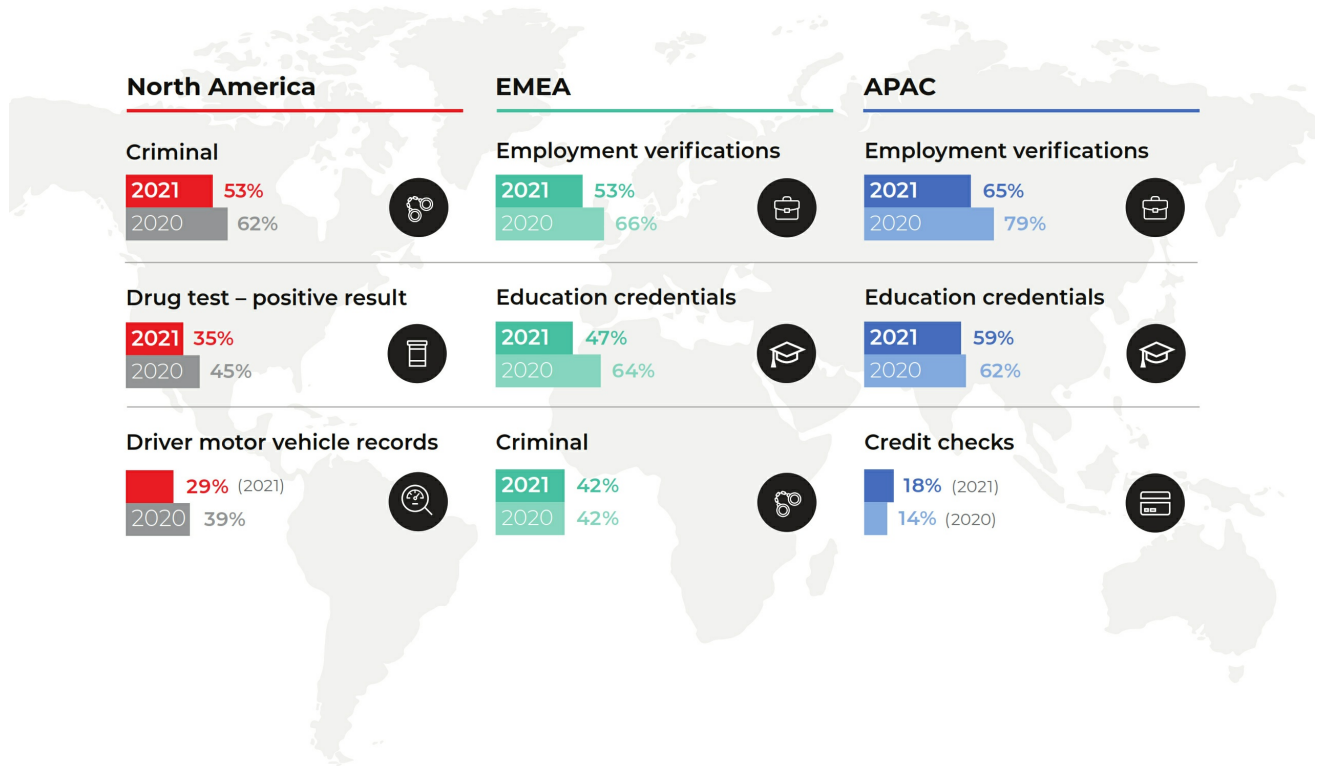 North America
Criminal
2021 53%
2020 62%
Drug test – positive result
2021 35%
2020 45%
Driver motor vehicle records
29% (2021)
2020 39%
EMEA
Employment verifications
2021 53%
2020 66%
Education credentials
2021 47%
2020 64%
Criminal
2021 42%
2020 42%
APAC
Employment verifications
2021 65%
2020 79%
Education credentials
2021 59%
2020 62%
Credit checks
18% (2021)
14% (2020)